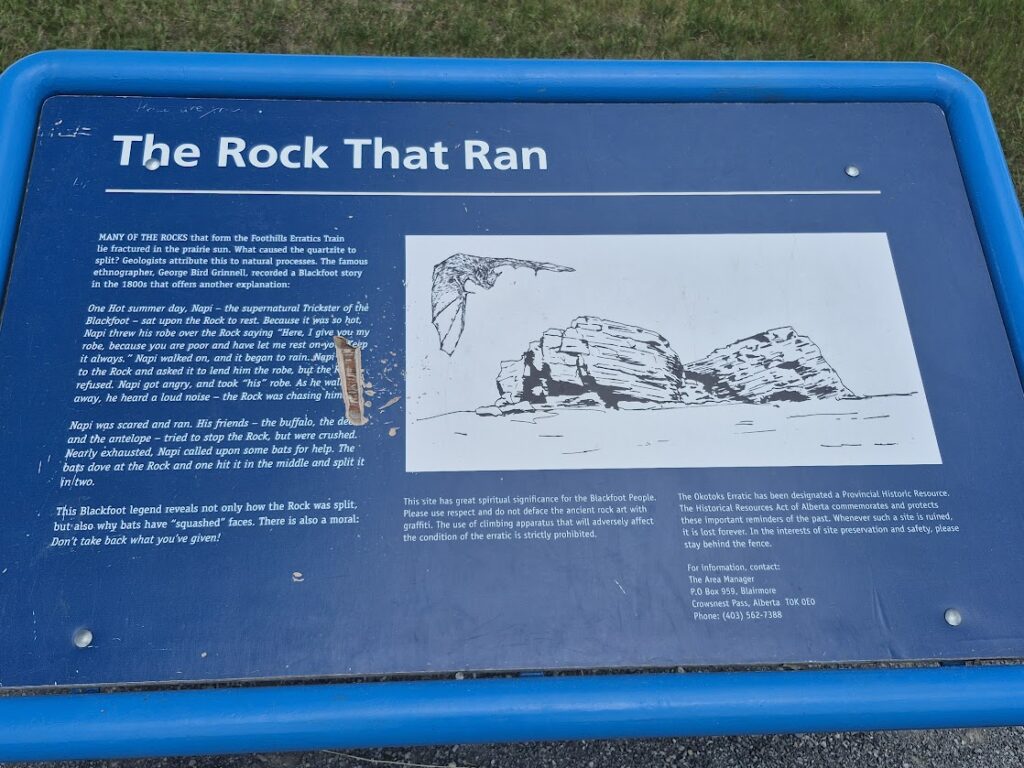 The Rock That Ran
MANY OF THE ROCKS that form the Foothills Erratics Train
lie fractured in the prairie sun. What caused the quartzite to
split? Geologists attribute this to natural processes. The famous
ethnographer, George Bird Grinnell, recorded a Blackfoot story
in the 1800s that offers another explanation:
One Hot summer day, Napi – the supernatural Trickster of the
Blackfoot – sat upon the Rock to rest. Because it was so hot,
Napi threw his robe over the Rock saying "Here, I give you my
robe, because you are poor and have let me rest on you. Keep
it always." Napi walked on, and it began to rain. Napi
to the Rock and asked it to lend him the robe, but the
refused. Napi got angry, and took "his" robe. As he
away, he heard a loud noise – the Rock was chasing him
Napi was scared and ran. His friends – the buffalo, the
and the antelope – tried to stop the Rock, but were crushed.
Nearly exhausted, Napi called upon some bats for help. The
bats dove at the Rock and one hit it in the middle and split it
in two.
This Blackfoot legend reveals not only how the Rock was split,
but also why bats have "squashed" faces. There is also a moral:
Don't take back what you've given!
This site has great spiritual significance for the Blackfoot People.
Please use respect and do not deface the ancient rock art with
graffiti. The use of climbing apparatus that will adversely affect
the condition of the erratic is strictly prohibited.
The Okotoks Erratic has been designated a Provincial Historic Resource.
The Historical Resources Act of Alberta commemorates and protects
these important reminders of the past. Whenever such a site is ruined,
it is lost forever. In the interests of site preservation and safety, please
stay behind the fence.
For information, contact:
The Area Manager
P.O Box 959, Blairmore
Crowsnest Pass, Alberta T0K 0E0
Phone: (403) 562-7388